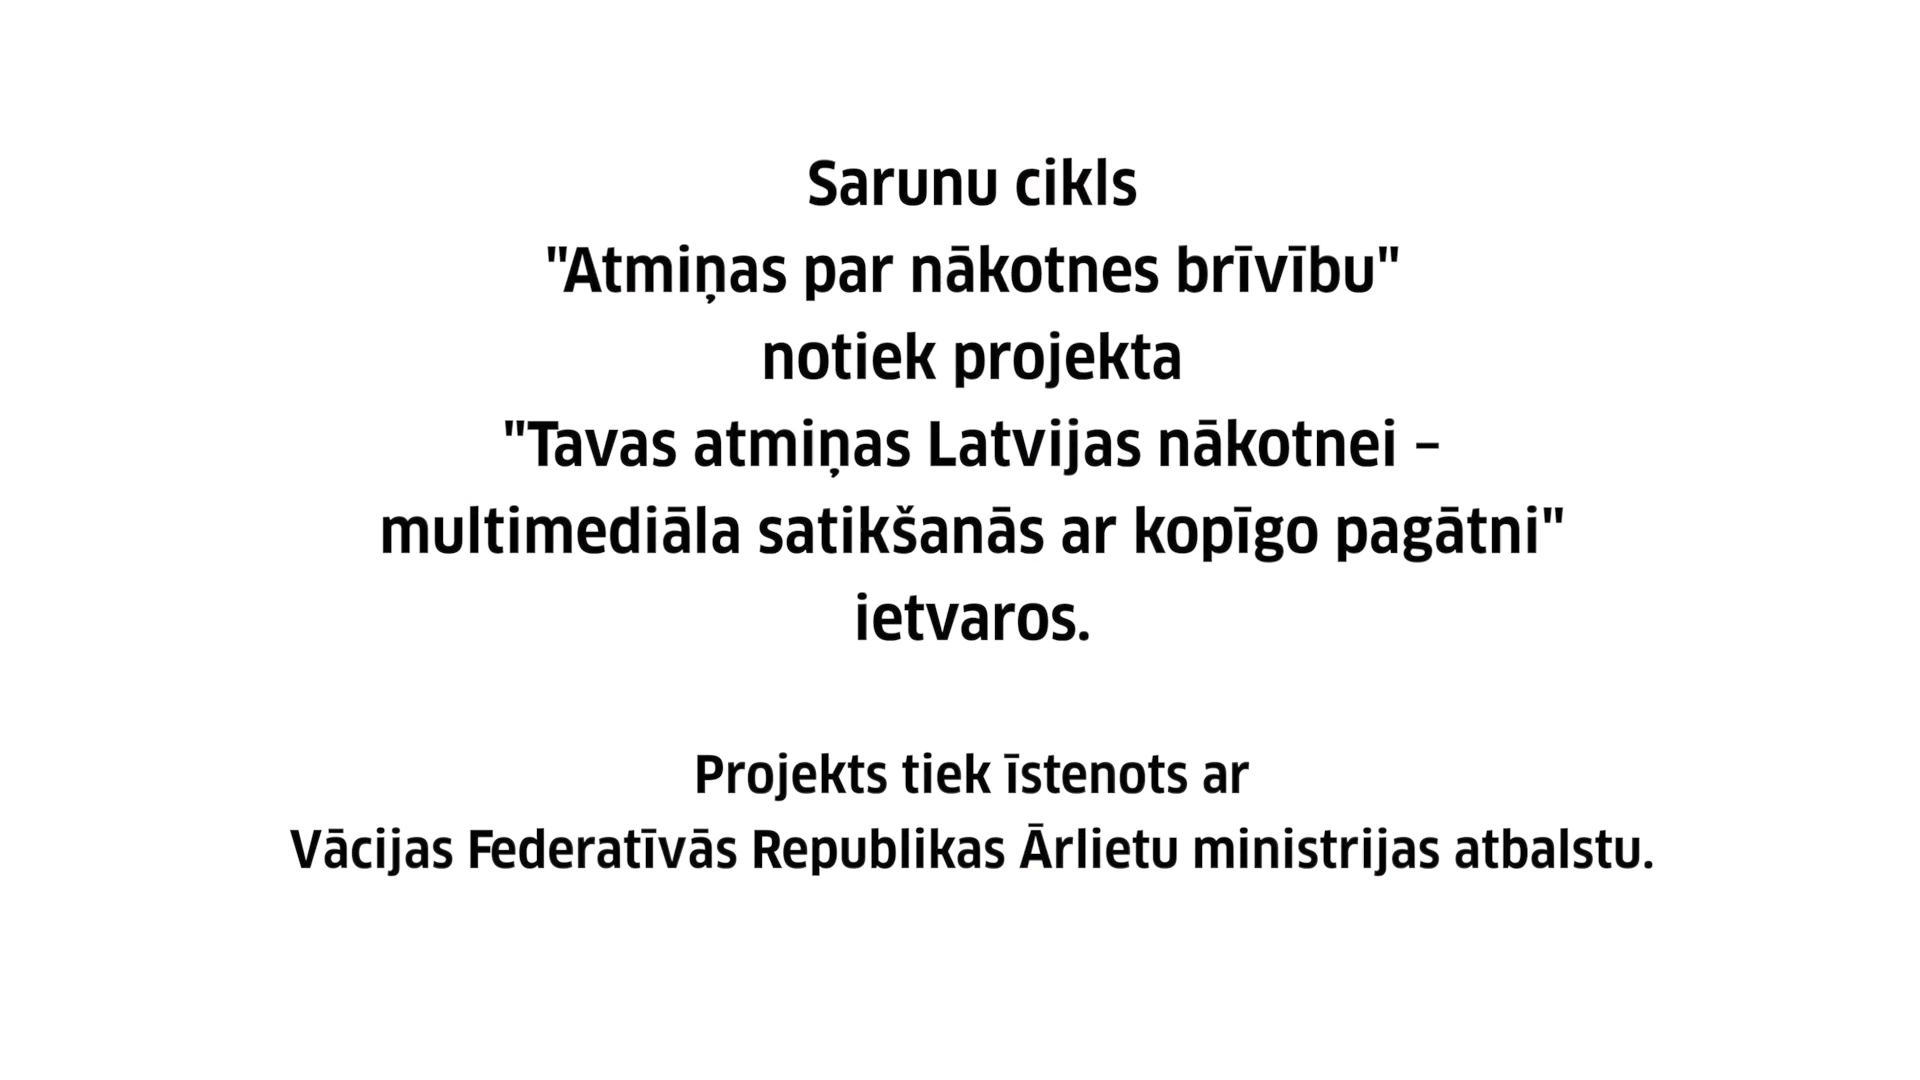 Sarunu cikls
"Atmiņas par nākotnes brīvību"
notiek projekta
"Tavas atmiņas Latvijas nākotnei –
multimediāla satikšanās ar kopīgo pagātni"
ietvaros.
Projekts tiek īstenots ar
Vācijas Federatīvās Republikas Ārlietu ministrijas atbalstu.